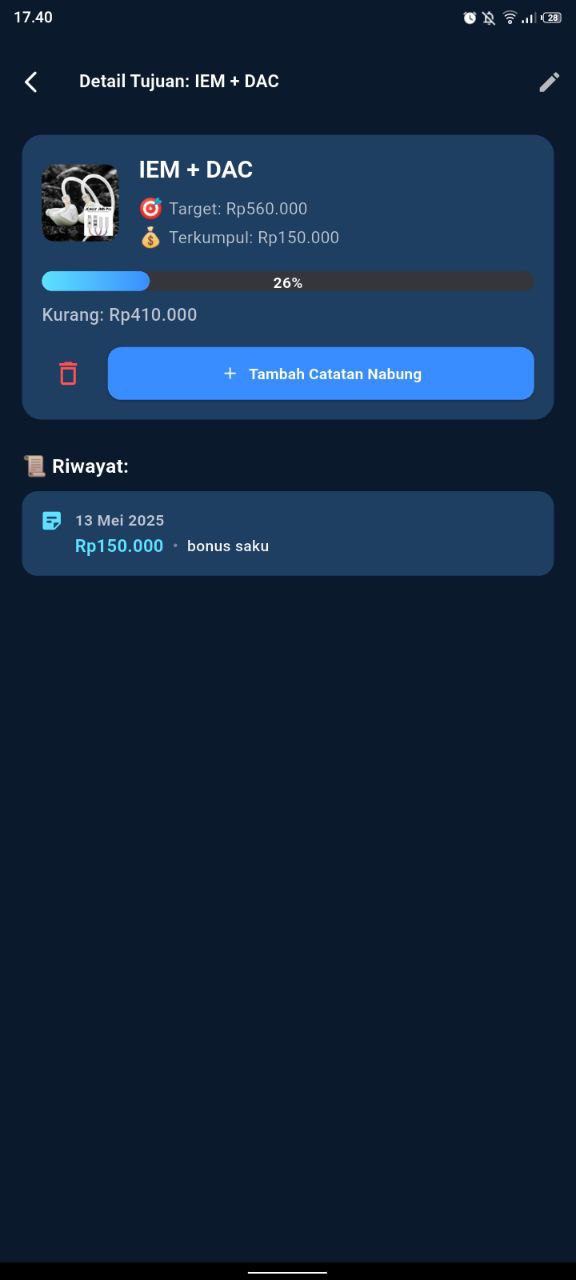 17.40
28
Detail Tujuan: IEM + DAC
IEM + DAC
🎯 Target: Rp560.000
💰 Terkumpul: Rp150.000
26%
Kurang: Rp410.000
+ Tambah Catatan Nabung
📜 Riwayat:
13 Mei 2025
Rp150.000 • bonus saku